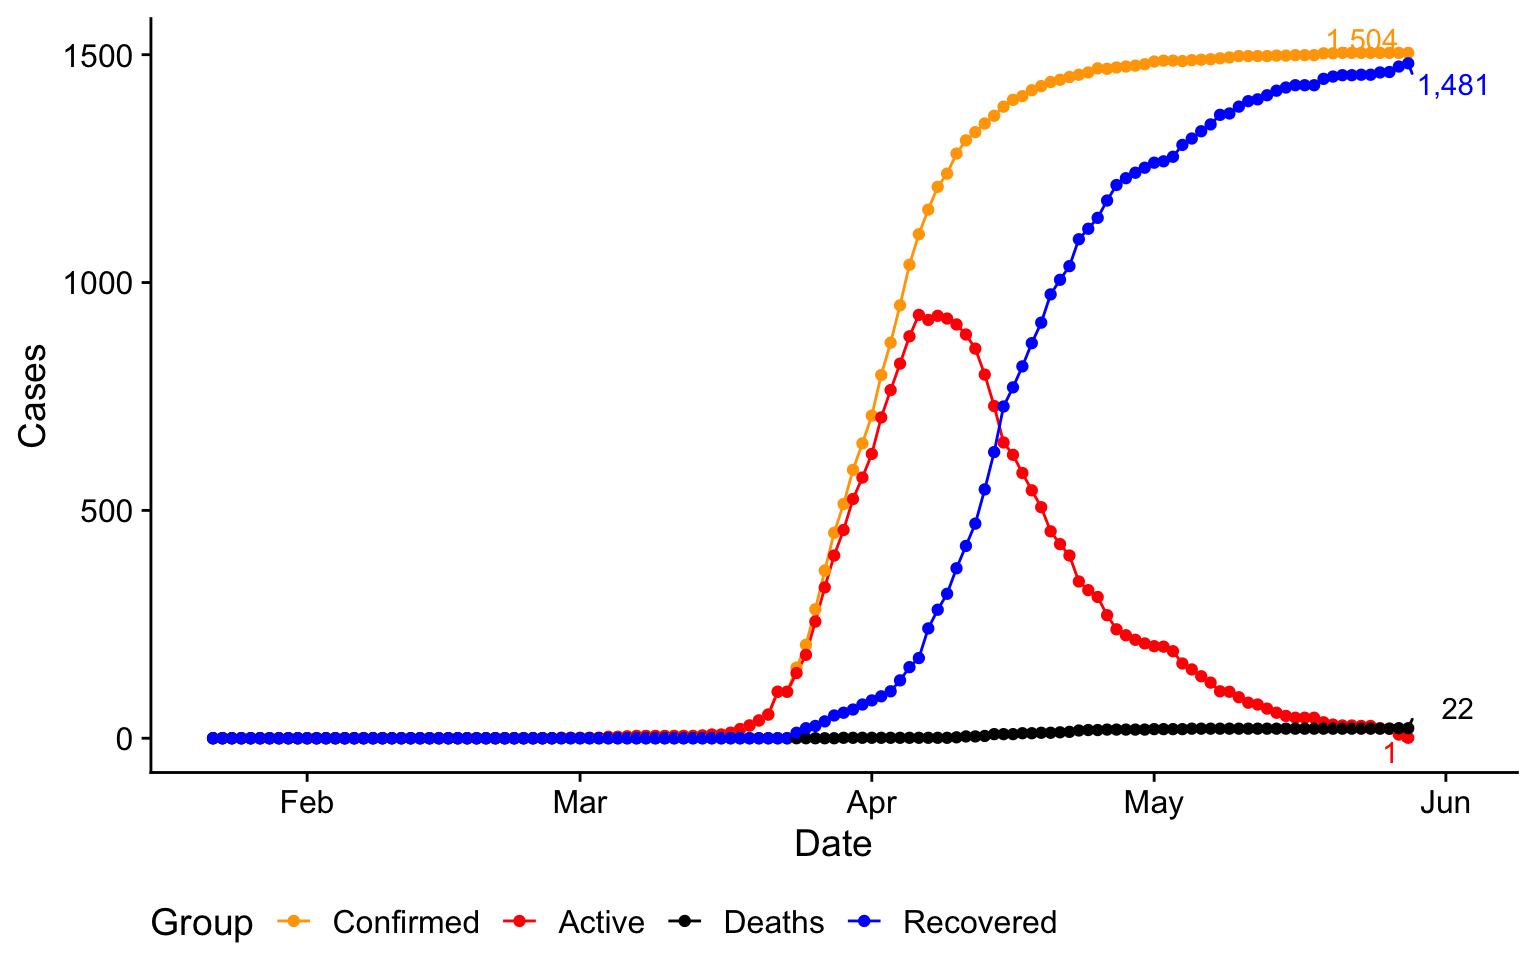 1,504
1500
1,481
1000
Cases
500
22
0
1
Feb Mar Apr May Jun
Date
Group Confirmed Active Deaths Recovered